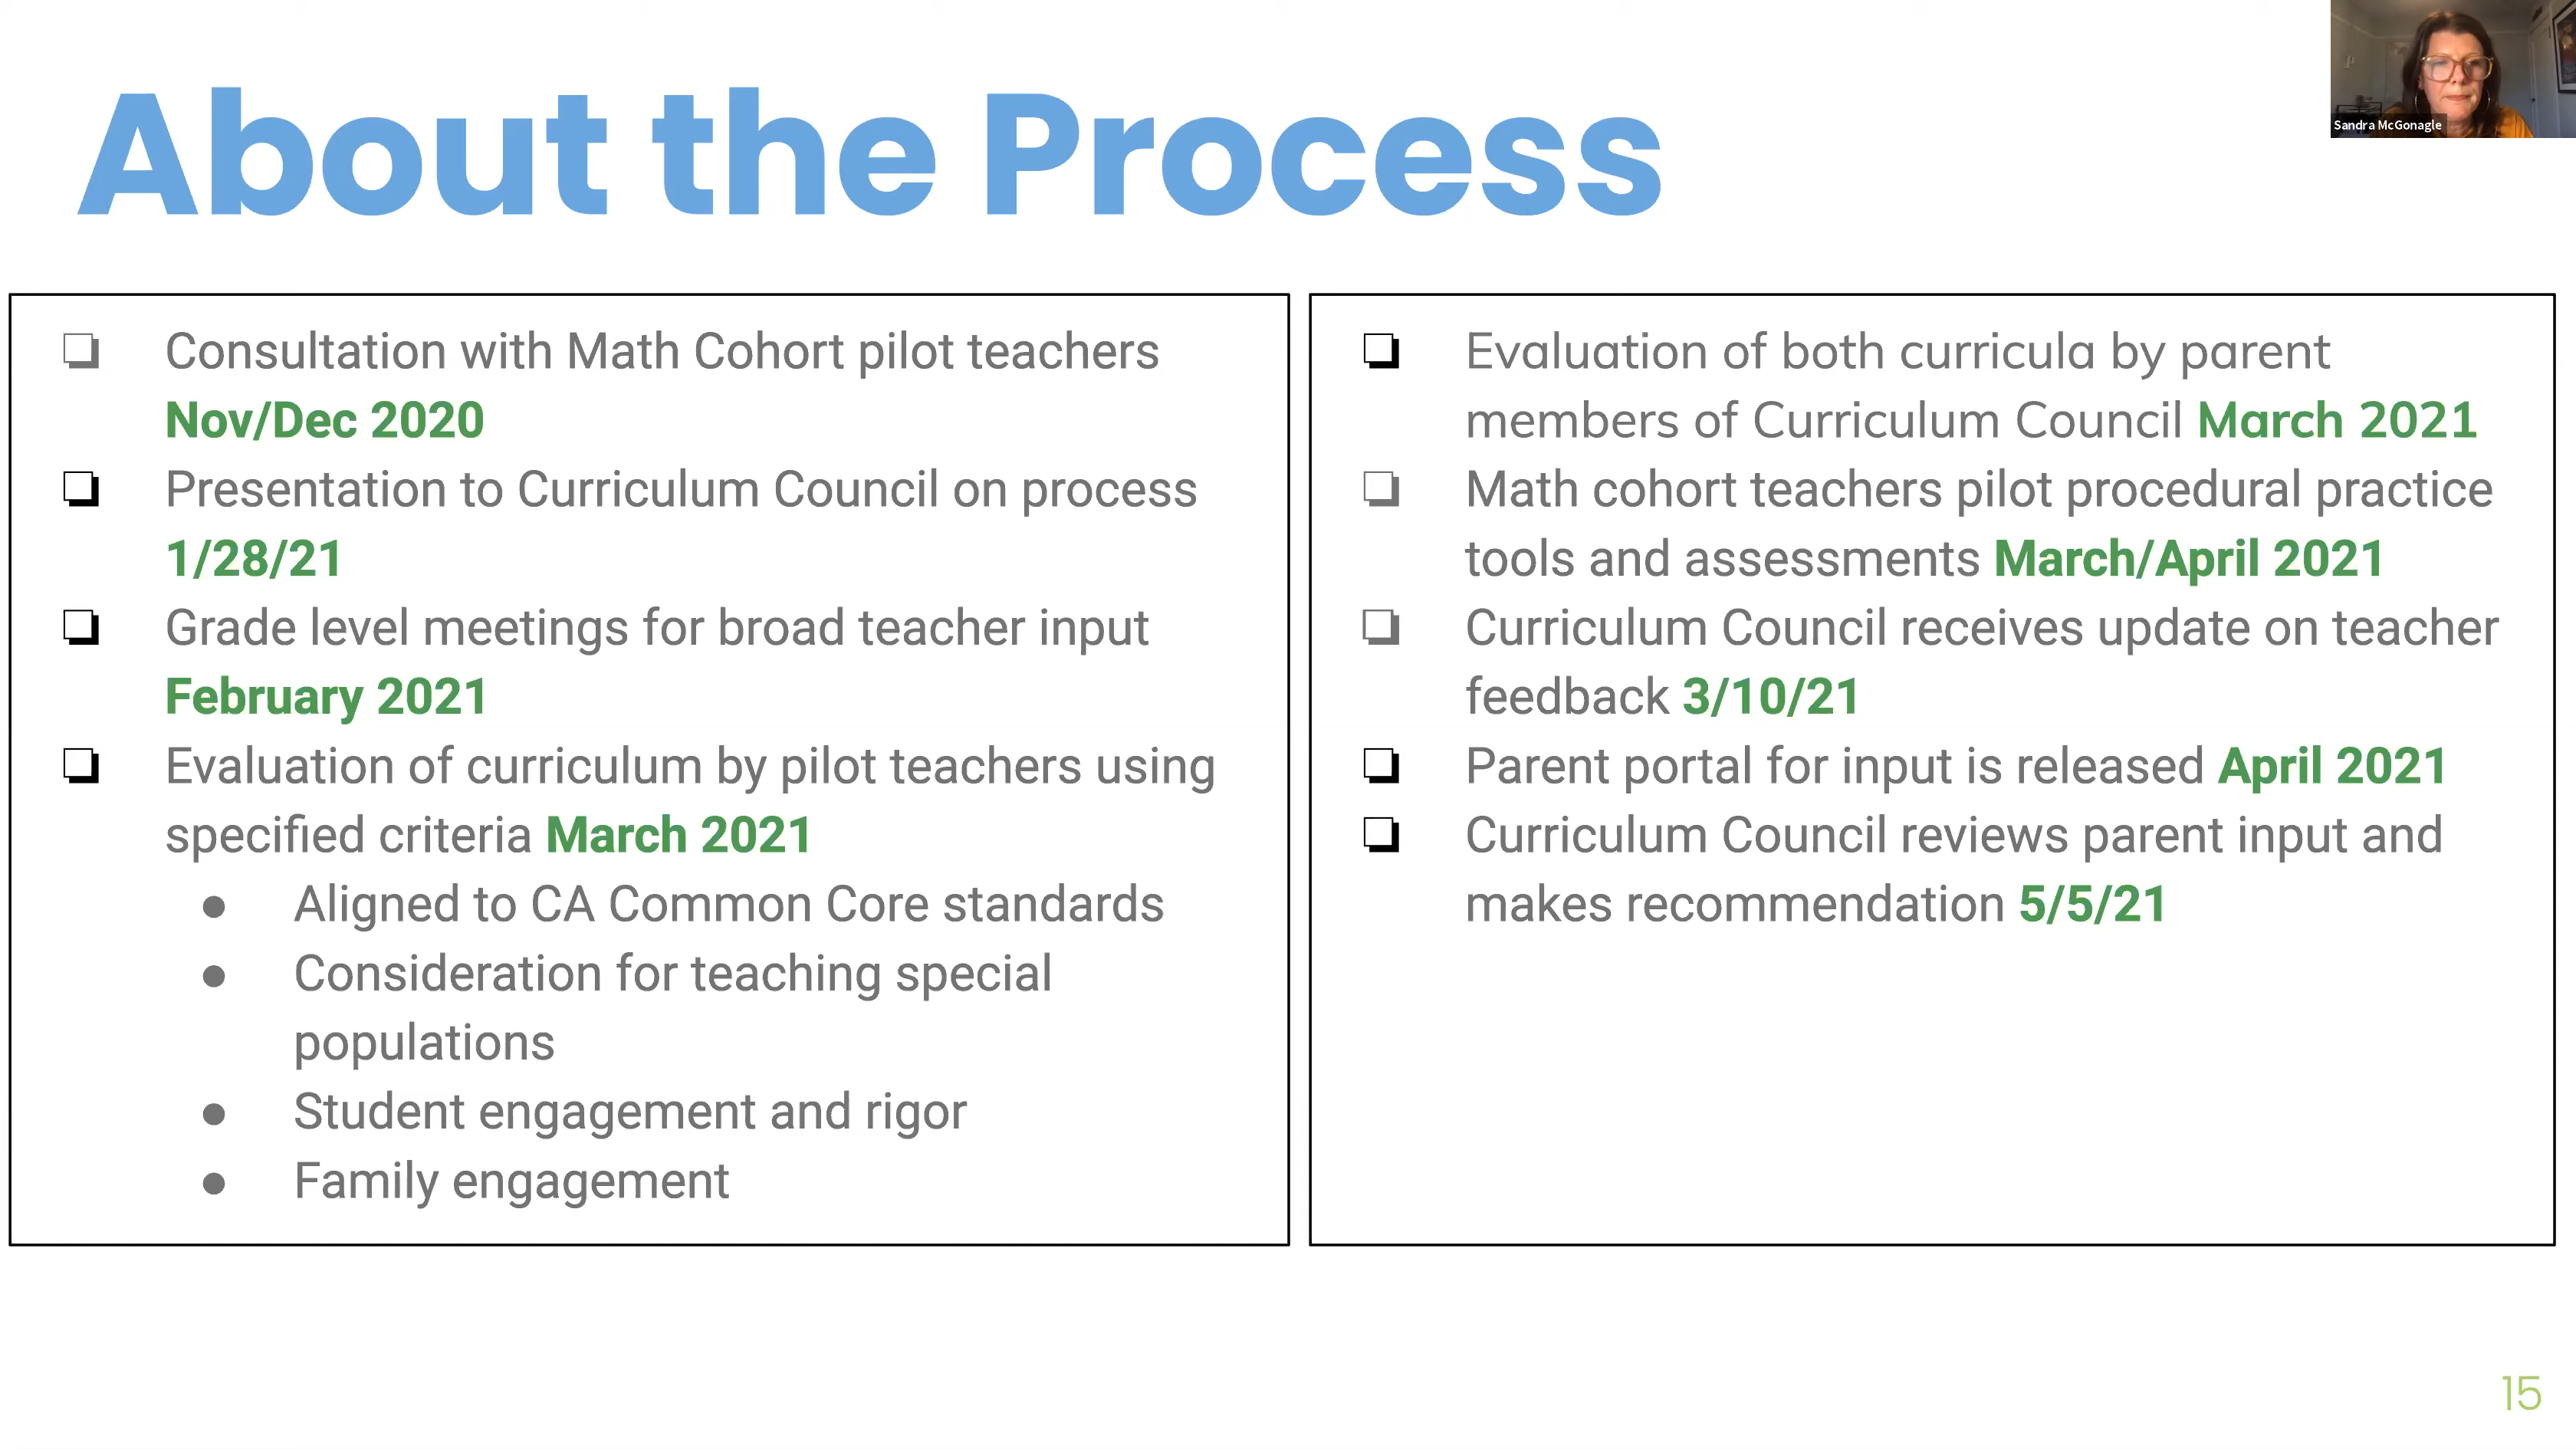 About the Process
Sandra McGonagle
Consultation with Math Cohort pilot teachers
Nov/Dec 2020
Presentation to Curriculum Council on process
1/28/21
Grade level meetings for broad teacher input
February 2021
Evaluation of curriculum by pilot teachers using
specified criteria March 2021
Aligned to CA Common Core standards
Consideration for teaching special
populations
Student engagement and rigor
Family engagement
Evaluation of both curricula by parent
members of Curriculum Council March 2021
Math cohort teachers pilot procedural practice
tools and assessments March/April 2021
Curriculum Council receives update on teacher
feedback 3/10/21
Parent portal for input is released April 2021
Curriculum Council reviews parent input and
makes recommendation 5/5/21
15